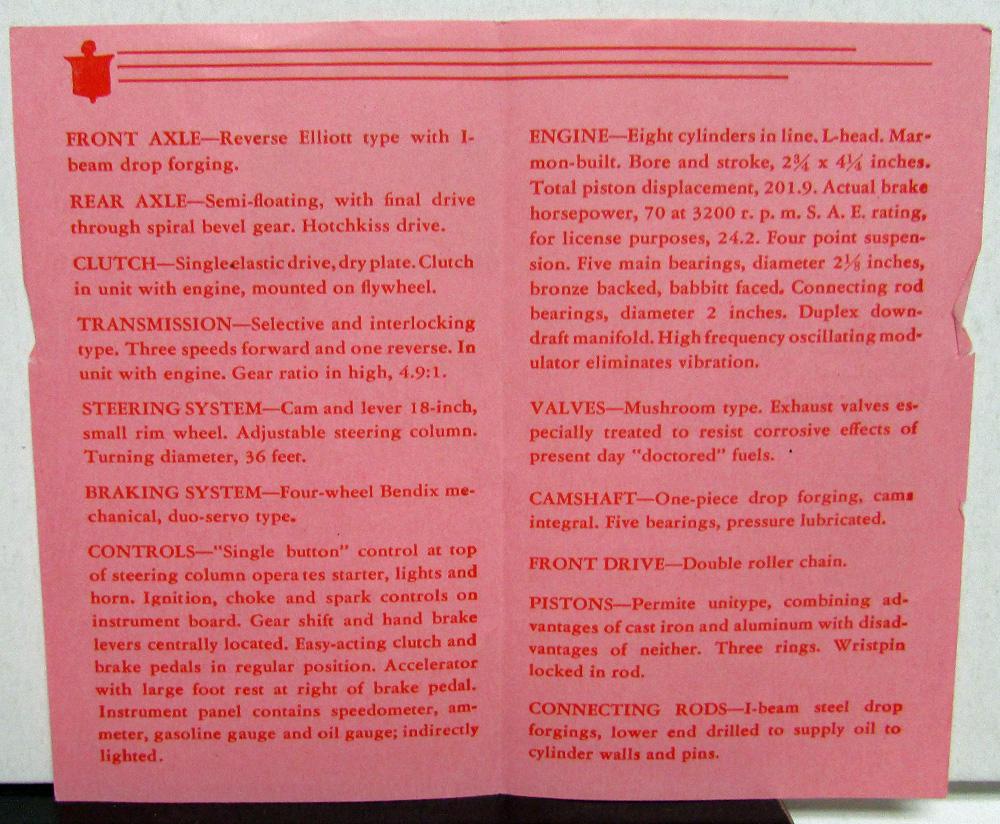 FRONT AXLE—Reverse Elliott type with I-
beam drop forging.
REAR AXLE—Semi-floating, with final drive
through spiral bevel gear. Hotchkiss drive.
CLUTCH—Single elastic drive, dry plate. Clutch
in unit with engine, mounted on flywheel.
TRANSMISSION—Selective and interlocking
type. Three speeds forward and one reverse. In
unit with engine. Gear ratio in high, 4.9:1.
STEERING SYSTEM—Cam and lever 18-inch,
small rim wheel. Adjustable steering column.
Turning diameter, 36 feet.
BRAKING SYSTEM—Four-wheel Bendix me-
chanical, duo-servo type.
CONTROLS—"Single button" control at top
of steering column operates starter, lights and
horn. Ignition, choke and spark controls on
instrument board. Gear shift and hand brake
levers centrally located. Easy-acting clutch and
brake pedals in regular position. Accelerator
with large foot rest at right of brake pedal.
Instrument panel contains speedometer, am-
meter, gasoline gauge and oil gauge; indirectly
lighted.
ENGINE—Eight cylinders in line. L-head. Mar-
mon-built. Bore and stroke, 2¾ x 4¼ inches.
Total piston displacement, 201.9. Actual brake
horsepower, 70 at 3200 r. p. m. S. A. E. rating,
for license purposes, 24.2. Four point suspen-
sion. Five main bearings, diameter 2⅛ inches,
bronze backed, babbitt faced. Connecting rod
bearings, diameter 2 inches. Duplex down-
draft manifold. High frequency oscillating mod-
ulator eliminates vibration.
VALVES—Mushroom type. Exhaust valves es-
pecially treated to resist corrosive effects of
present day "doctored" fuels.
CAMSHAFT—One-piece drop forging, cams
integral. Five bearings, pressure lubricated.
FRONT DRIVE—Double roller chain.
PISTONS—Permite unitype, combining ad-
vantages of cast iron and aluminum with disad-
vantages of neither. Three rings. Wristpin
locked in rod.
CONNECTING RODS—I-beam steel drop
forgings, lower end drilled to supply oil to
cylinder walls and pins.